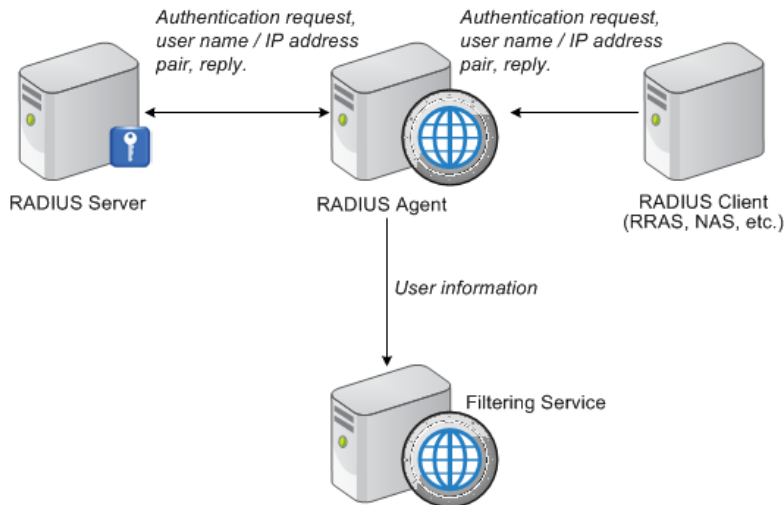 Authentication request,
user name / IP address
pair, reply.
Authentication request,
user name / IP address
pair, reply.
RADIUS Server
RADIUS Agent
RADIUS Client
(RRAS, NAS, etc.)
User information
Filtering Service